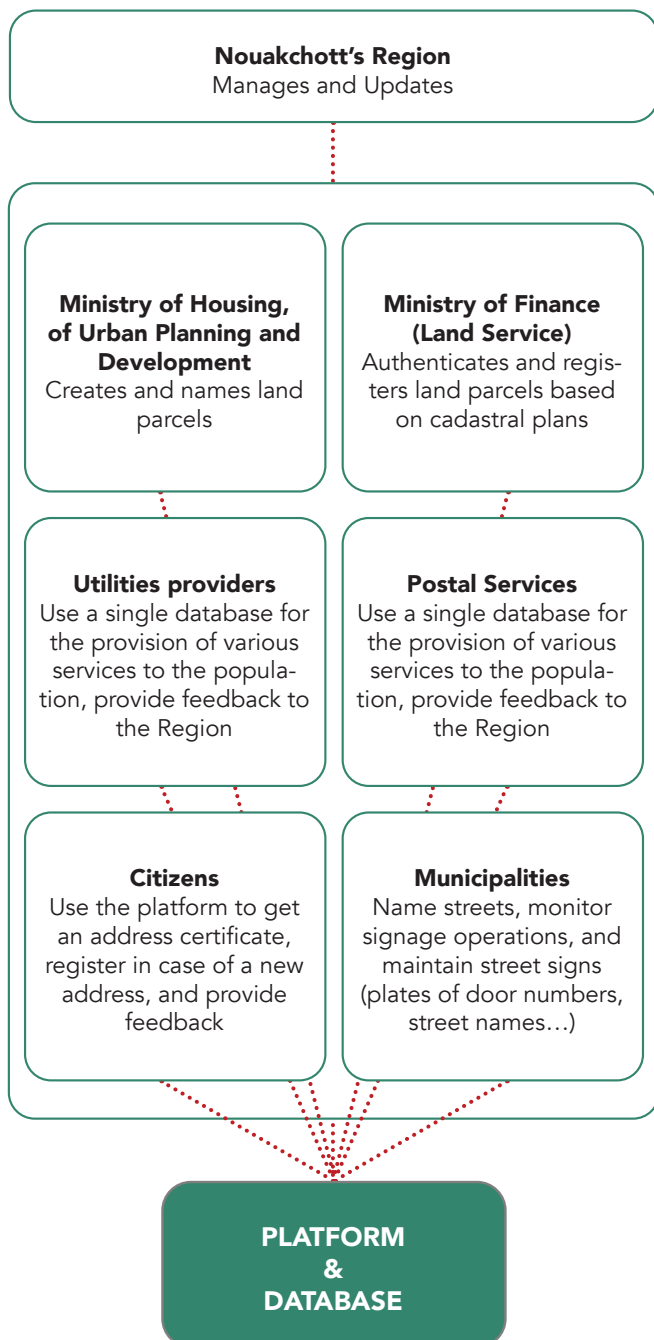 Nouakchott’s Region
Manages and Updates
Ministry of Housing,
of Urban Planning and
Development
Creates and names land
parcels
Ministry of Finance
(Land Service)
Authenticates and regis-
ters land parcels based
on cadastral plans
Utilities providers
Use a single database for
the provision of various
services to the popula-
tion, provide feedback to
the Region
Postal Services
Use a single database for
the provision of various
services to the popula-
tion, provide feedback to
the Region
Citizens
Use the platform to get
an address certificate,
register in case of a new
address, and provide
feedback
Municipalities
Name streets, monitor
signage operations, and
maintain street signs
(plates of door numbers,
street names…)
PLATFORM
&
DATABASE